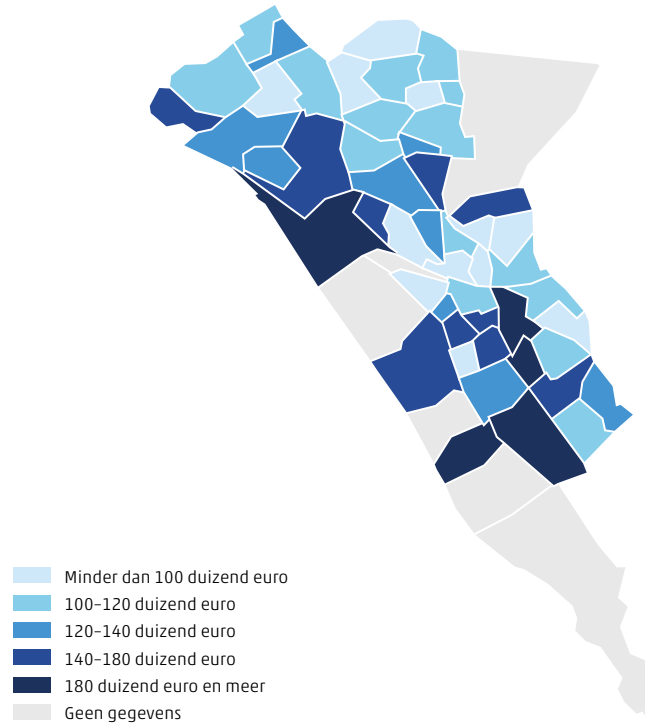 Minder dan 100 duizend euro
100–120 duizend euro
120–140 duizend euro
140–180 duizend euro
180 duizend euro en meer
Geen gegevens